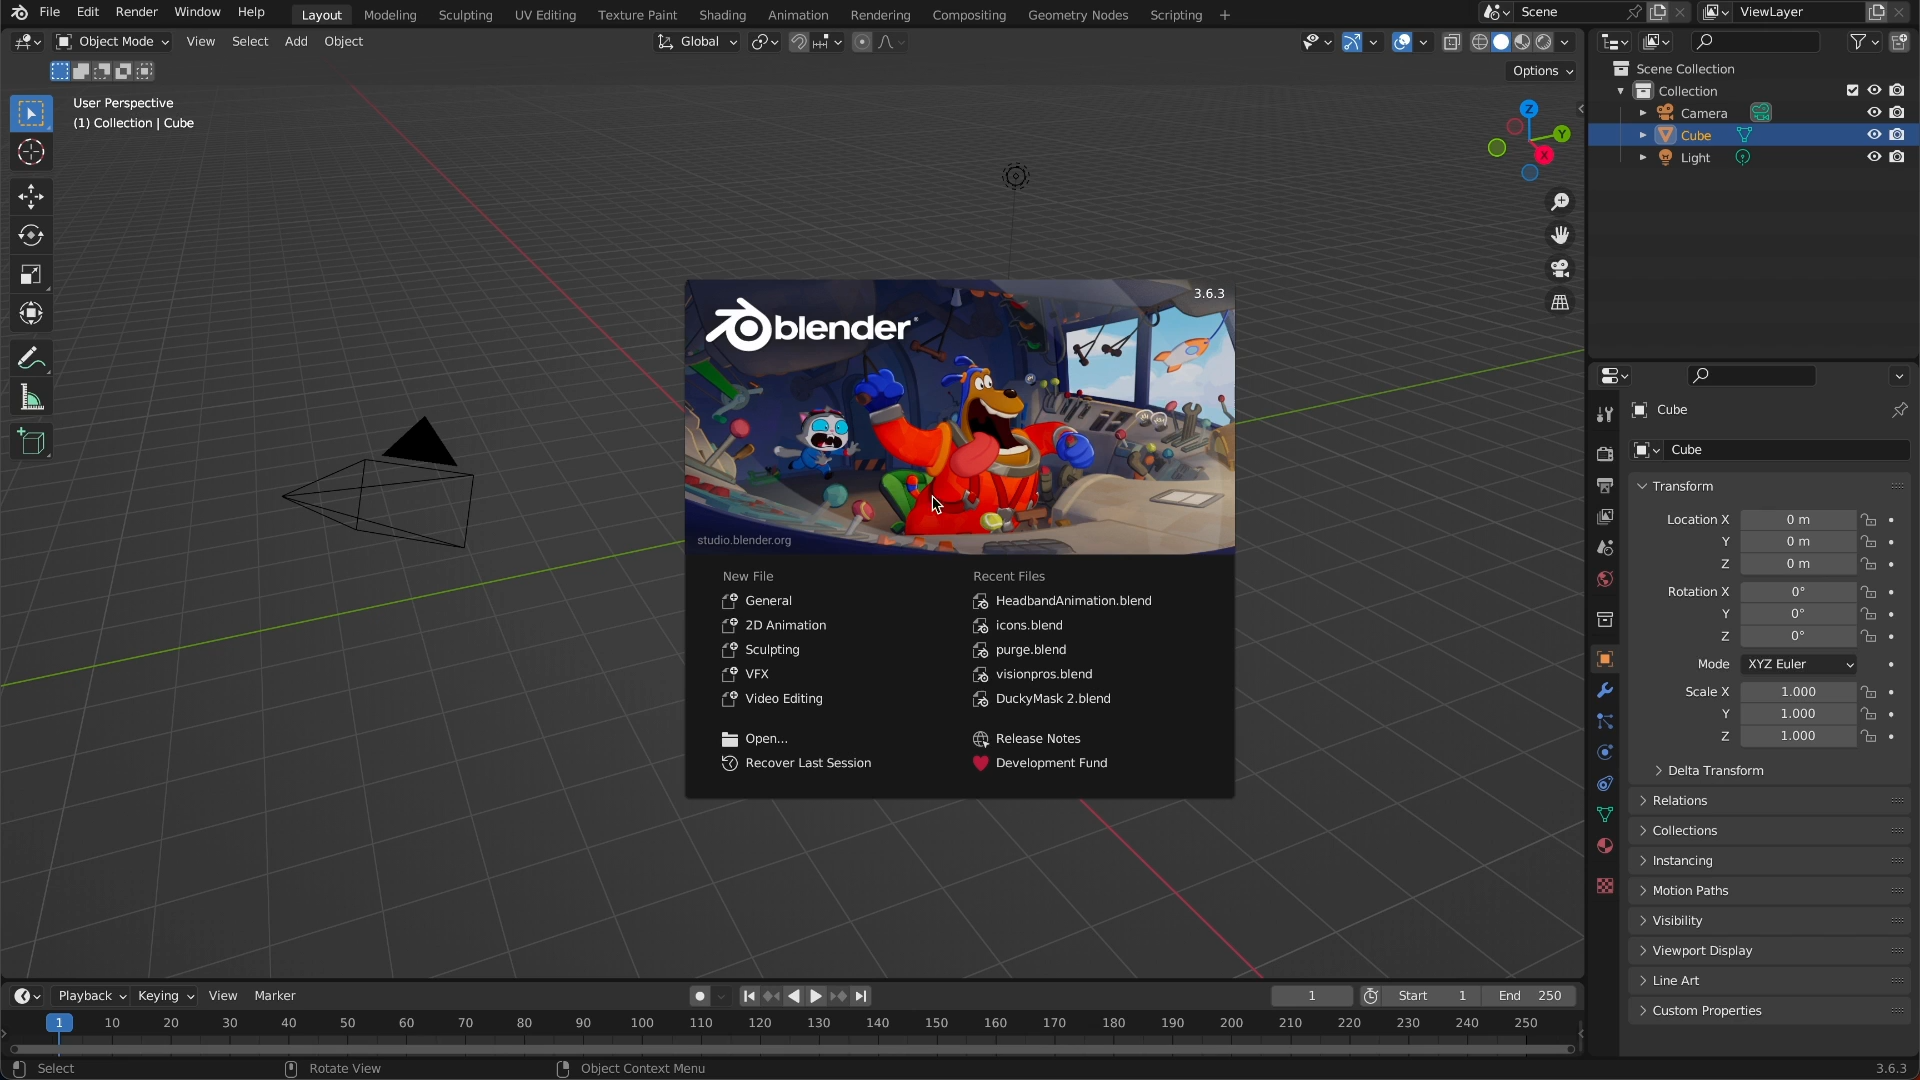 File Edit Render Window Help Layout Modeling Sculpting UV Editing Texture Paint Shading Animation Rendering Compositing Geometry Nodes Scripting Scene ViewLayer
Object Mode View Select Add Object Global
Options
User Perspective
(1) Collection | Cube
Z
Y
X
Scene Collection
Collection
Camera
Cube
Light
blender
3.6.3
studio.blender.org
New File
General
2D Animation
Sculpting
VFX
Video Editing
Open...
Recover Last Session
Recent Files
HeadbandAnimation.blend
icons.blend
purge.blend
visionpros.blend
DuckyMask 2.blend
Release Notes
Development Fund
Cube
Cube
Transform
Location X 0 m
Y 0 m
Z 0 m
Rotation X 0°
Y 0°
Z 0°
Mode XYZ Euler
Scale X 1.000
Y 1.000
Z 1.000
Delta Transform
Relations
Collections
Instancing
Motion Paths
Visibility
Viewport Display
Line Art
Custom Properties
Playback Keying View Marker 1 Start 1 End 250
1 10 20 30 40 50 60 70 80 90 100 110 120 130 140 150 160 170 180 190 200 210 220 230 240 250
Select Rotate View Object Context Menu 3.6.3